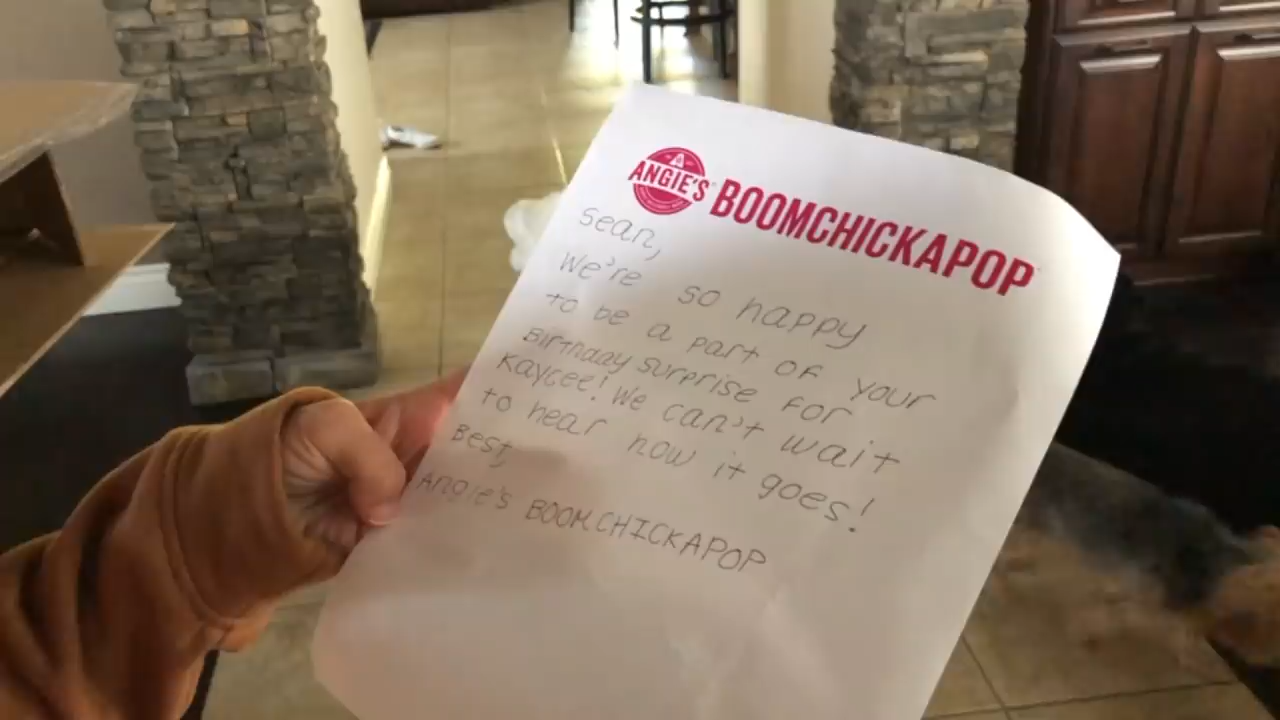 ANGIE'S BOOMCHICKAPOP
Sean,
We're so happy
to be a part of your
Birthday surprise for
Kaycee! We can't wait
to hear how it goes!
Best,
Angie's BOOMCHICKAPOP